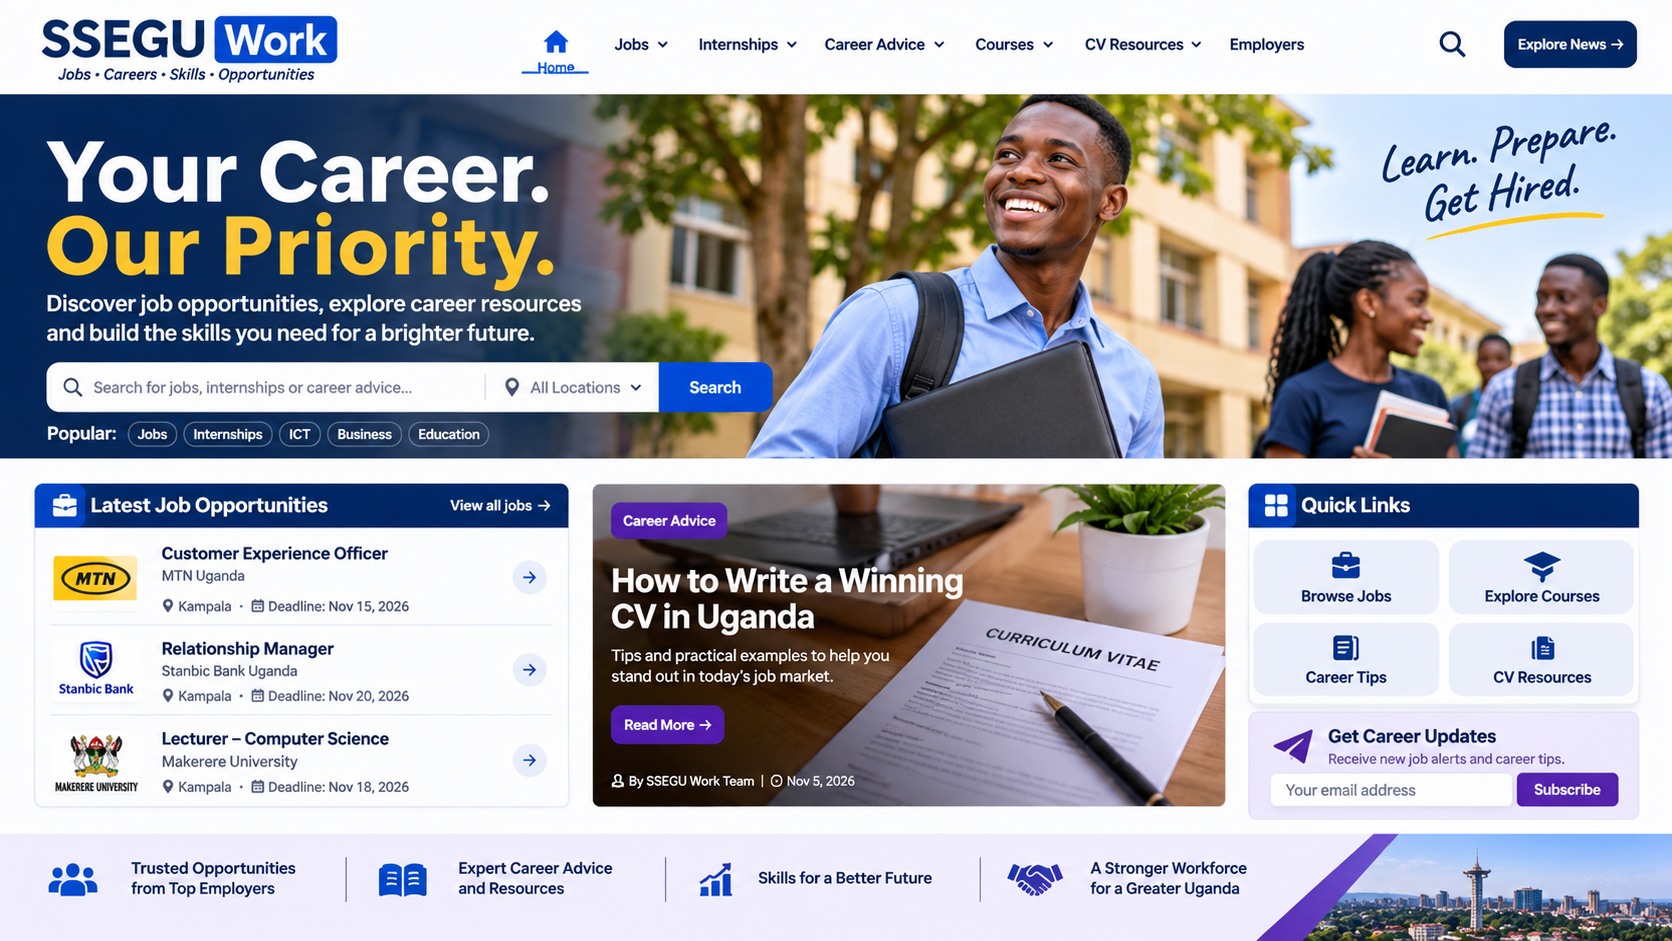 SSEGU Work
Jobs • Careers • Skills • Opportunities
Home
Jobs
Internships
Career Advice
Courses
CV Resources
Employers
Explore News →
Your Career.
Our Priority.
Discover job opportunities, explore career resources
and build the skills you need for a brighter future.
Search for jobs, internships or career advice...
All Locations
Search
Popular:
Jobs
Internships
ICT
Business
Education
Learn. Prepare.
Get Hired.
Latest Job Opportunities
View all jobs →
MTN
Customer Experience Officer
MTN Uganda
Kampala • Deadline: Nov 15, 2026
Stanbic Bank
Relationship Manager
Stanbic Bank Uganda
Kampala • Deadline: Nov 20, 2026
MAKERERE UNIVERSITY
Lecturer – Computer Science
Makerere University
Kampala • Deadline: Nov 18, 2026
Career Advice
How to Write a Winning
CV in Uganda
Tips and practical examples to help you
stand out in today's job market.
Read More →
By SSEGU Work Team | Nov 5, 2026
CURRICULUM VITAE
Quick Links
Browse Jobs
Explore Courses
Career Tips
CV Resources
Get Career Updates
Receive new job alerts and career tips.
Your email address
Subscribe
Trusted Opportunities
from Top Employers
Expert Career Advice
and Resources
Skills for a Better Future
A Stronger Workforce
for a Greater Uganda